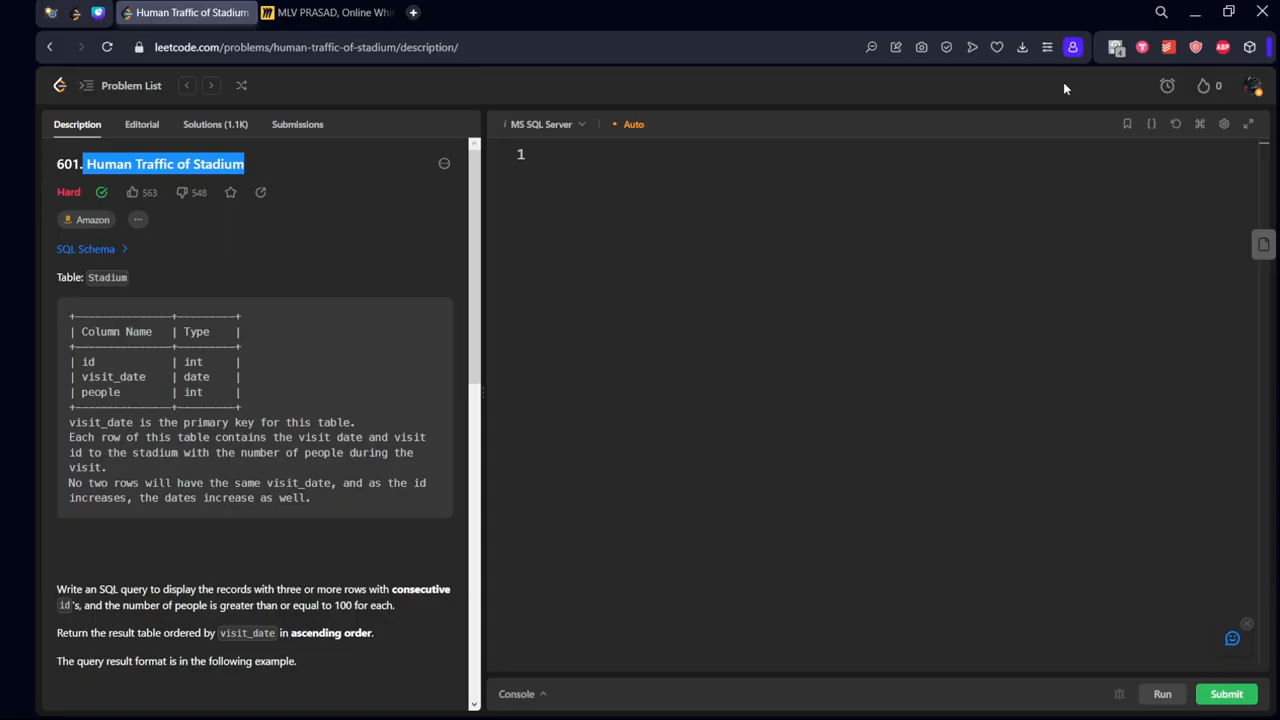 Human Traffic of Stadium
MLV PRASAD, Online Whi
leetcode.com/problems/human-traffic-of-stadium/description/
4
ABP
Problem List
0
Description
Editorial
Solutions (1.1K)
Submissions
MS SQL Server
Auto
601. Human Traffic of Stadium
1
Hard
563
548
Amazon
SQL Schema
Table: Stadium
+---------------+---------+
| Column Name   | Type    |
+---------------+---------+
| id            | int     |
| visit_date    | date    |
| people        | int     |
+---------------+---------+
visit_date is the primary key for this table.
Each row of this table contains the visit date and visit
id to the stadium with the number of people during the
visit.
No two rows will have the same visit_date, and as the id
increases, the dates increase as well.
Write an SQL query to display the records with three or more rows with consecutive
id's, and the number of people is greater than or equal to 100 for each.
Return the result table ordered by visit_date in ascending order.
The query result format is in the following example.
Console
Run
Submit